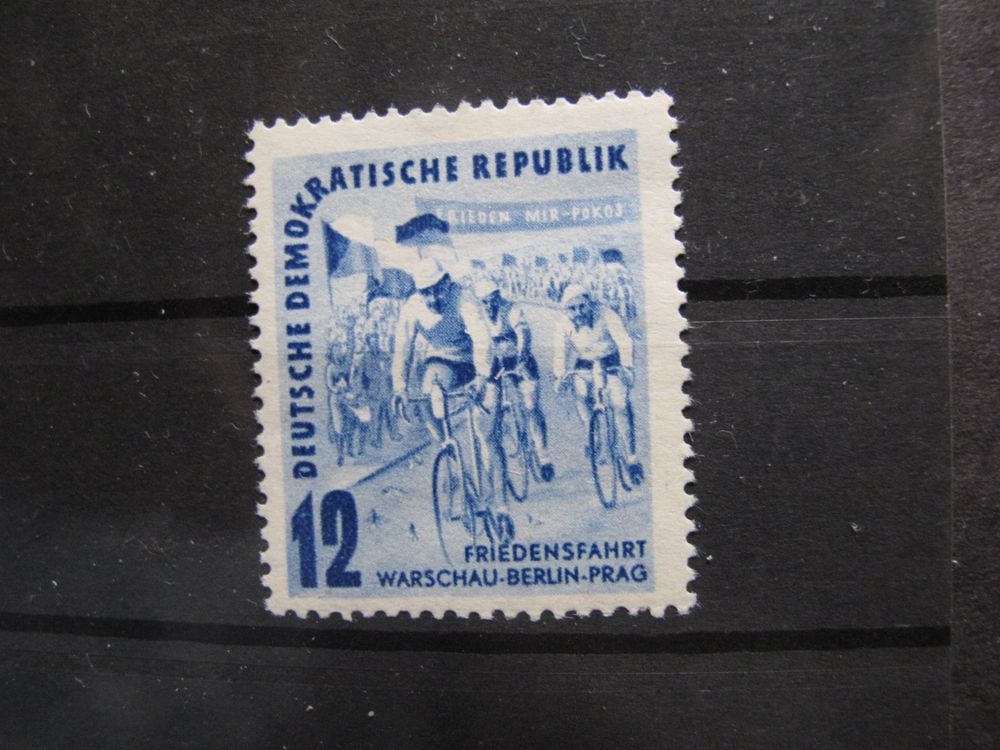 DEUTSCHE DEMOKRATISCHE REPUBLIK
FRIEDEN MIR-POKOJ
12
FRIEDENSFAHRT
WARSCHAU-BERLIN-PRAG